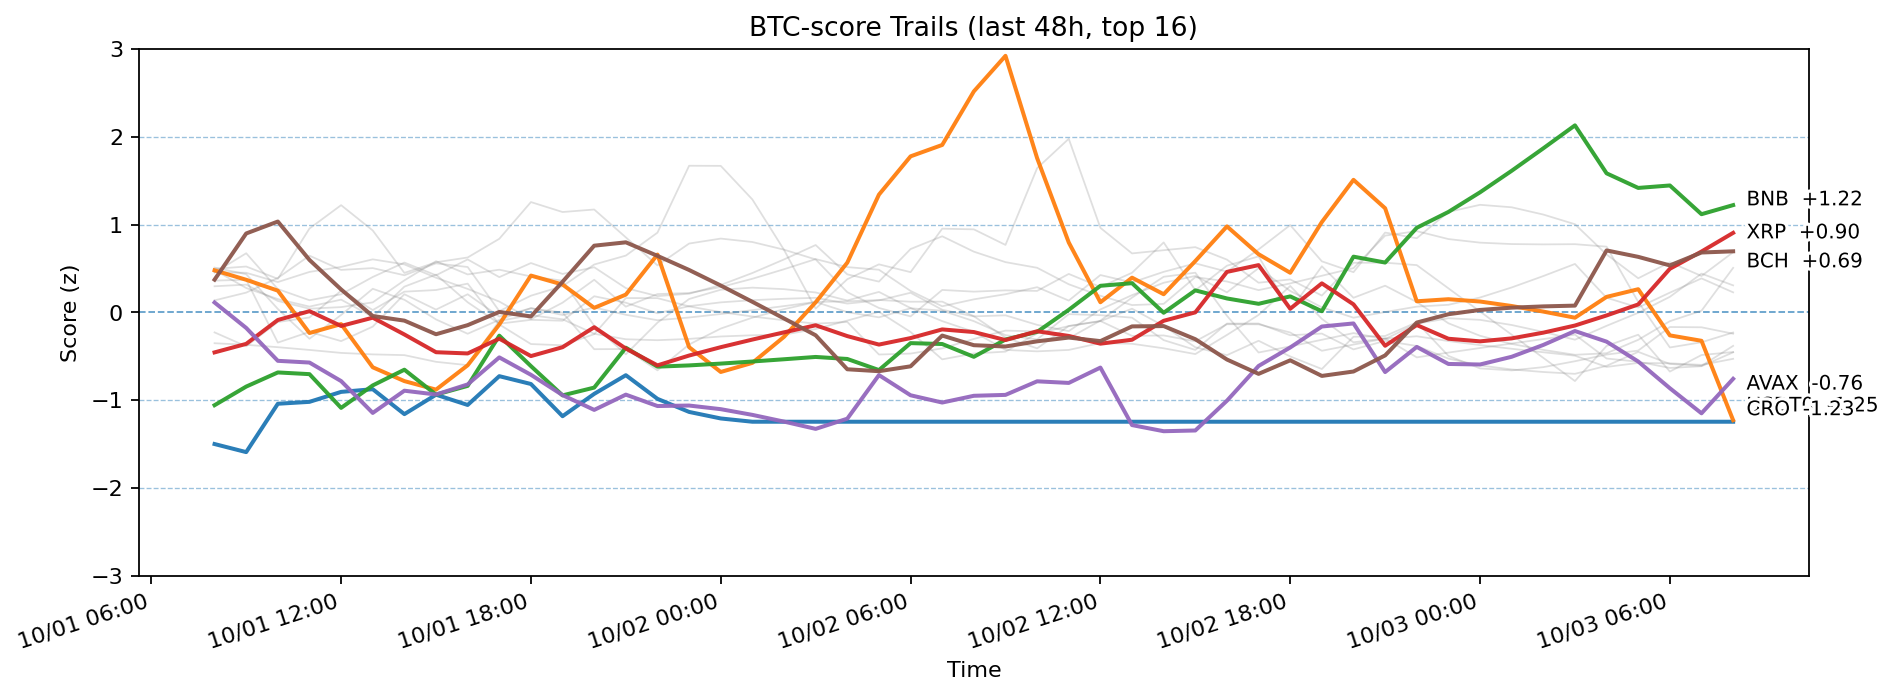 BTC-score Trails (last 48h, top 16)
Score (z)
3
2
1
0
−1
−2
−3
BNB +1.22
XRP +0.90
BCH +0.69
AVAX -0.76
CRO -1.23
10/01 06:00
10/01 12:00
10/01 18:00
10/02 00:00
10/02 06:00
10/02 12:00
10/02 18:00
10/03 00:00
10/03 06:00
Time